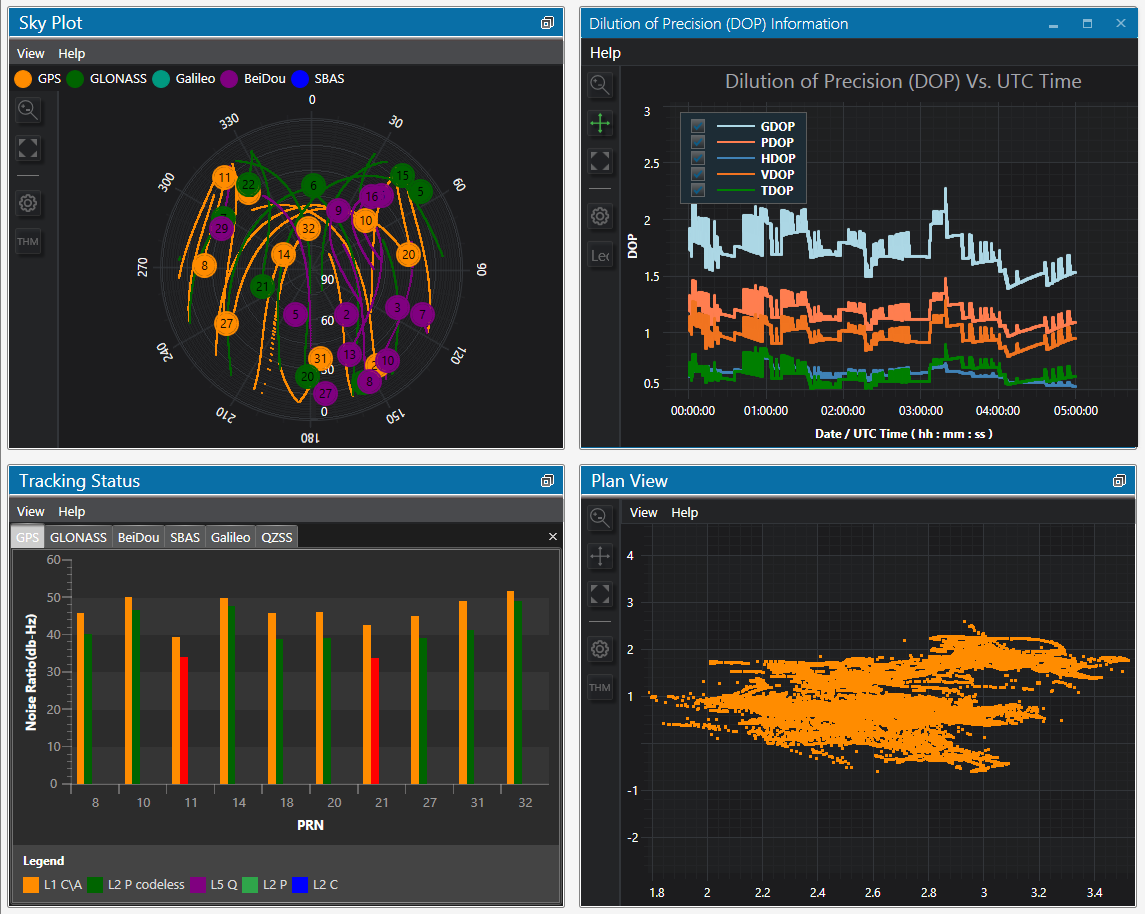 Sky Plot
View Help
GPS GLONASS Galileo BeiDou SBAS
THM
0
30
60
90
120
150
180
210
240
270
300
330
90
60
30
0
11
22
6
15
5
16
9
10
29
32
14
20
8
21
27
5
2
3
7
31
13
10
20
8
27
Dilution of Precision (DOP) Information
Help
Dilution of Precision (DOP) Vs. UTC Time
Lec
GDOP
PDOP
HDOP
VDOP
TDOP
DOP
3
2.5
2
1.5
1
0.5
00:00:00 01:00:00 02:00:00 03:00:00 04:00:00 05:00:00
Date / UTC Time ( hh : mm : ss )
Tracking Status
View Help
GPS GLONASS BeiDou SBAS Galileo QZSS
Noise Ratio(db-Hz)
60
50
40
30
20
10
0
8 10 11 14 18 20 21 27 31 32
PRN
Legend
L1 C\A L2 P codeless L5 Q L2 P L2 C
Plan View
View Help
THM
4
3
2
1
-1
-2
1.8 2 2.2 2.4 2.6 2.8 3 3.2 3.4